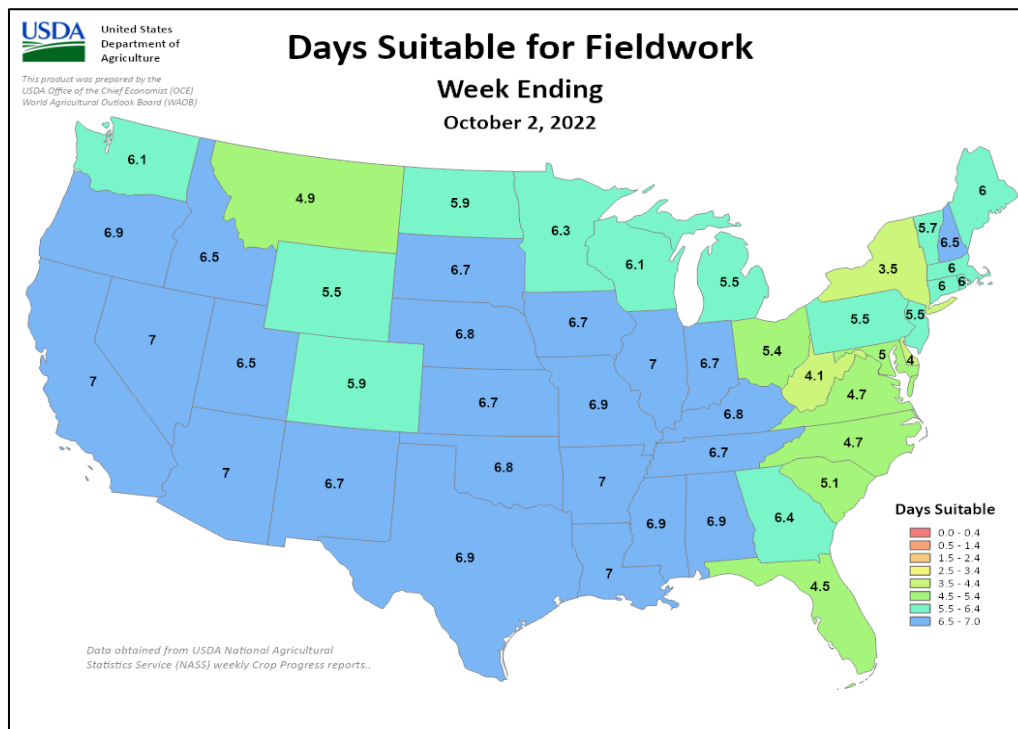 USDA
United States
Department of
Agriculture
This product was prepared by the
USDA Office of the Chief Economist (OCE)
World Agricultural Outlook Board (WAOB)
Days Suitable for Fieldwork
Week Ending
October 2, 2022
6.1
4.9
5.9
6.3
6
5.7
6.5
6.9
6.5
6.7
6.1
5.5
3.5
6
6
6
5.5
6.8
6.7
5.5
5.5
7
7
6.5
5.9
6.7
6.9
7
6.7
5.4
4.1
5
4
4.7
6.8
7
6.7
6.8
7
6.7
4.7
5.1
6.9
7
6.9
6.9
6.4
4.5
Days Suitable
0.0 - 0.4
0.5 - 1.4
1.5 - 2.4
2.5 - 3.4
3.5 - 4.4
4.5 - 5.4
5.5 - 6.4
6.5 - 7.0
Data obtained from USDA National Agricultural
Statistics Service (NASS) weekly Crop Progress reports..